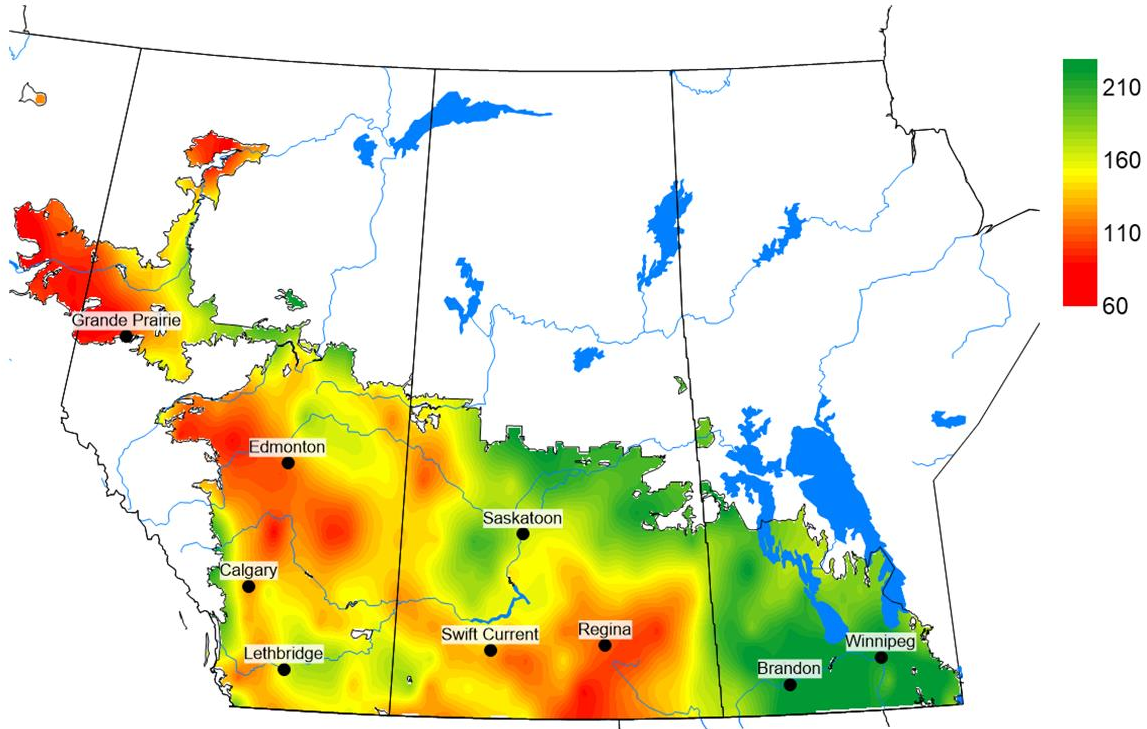 210
160
110
60
Grande Prairie
Edmonton
Saskatoon
Calgary
Swift Current
Regina
Winnipeg
Lethbridge
Brandon